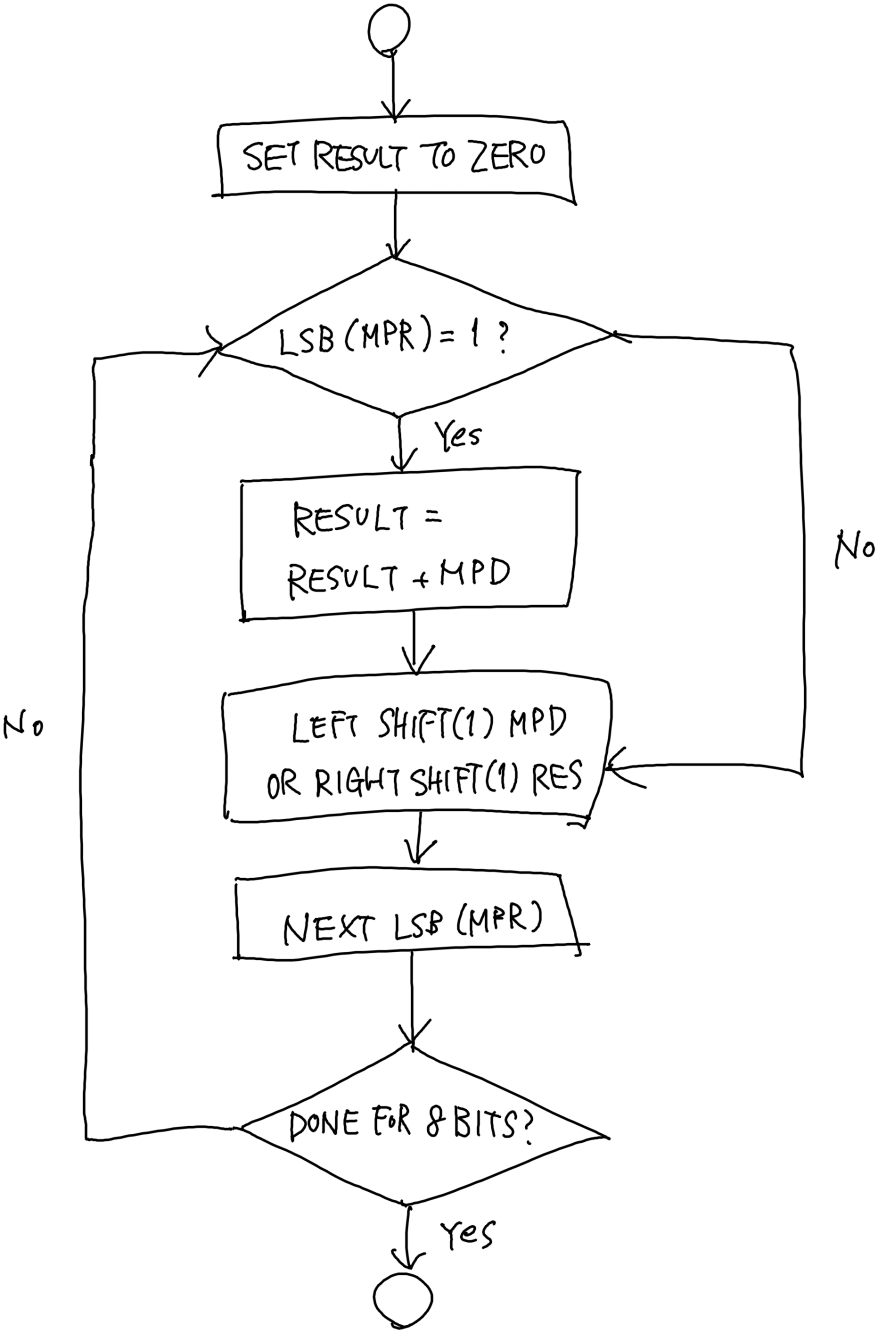 SET RESULT TO ZERO
LSB (MPR) = 1 ?
Yes
RESULT =
RESULT + MPD
No
LEFT SHIFT(1) MPD
OR RIGHT SHIFT(1) RES
No
NEXT LSB (MPR)
DONE FOR 8 BITS?
Yes